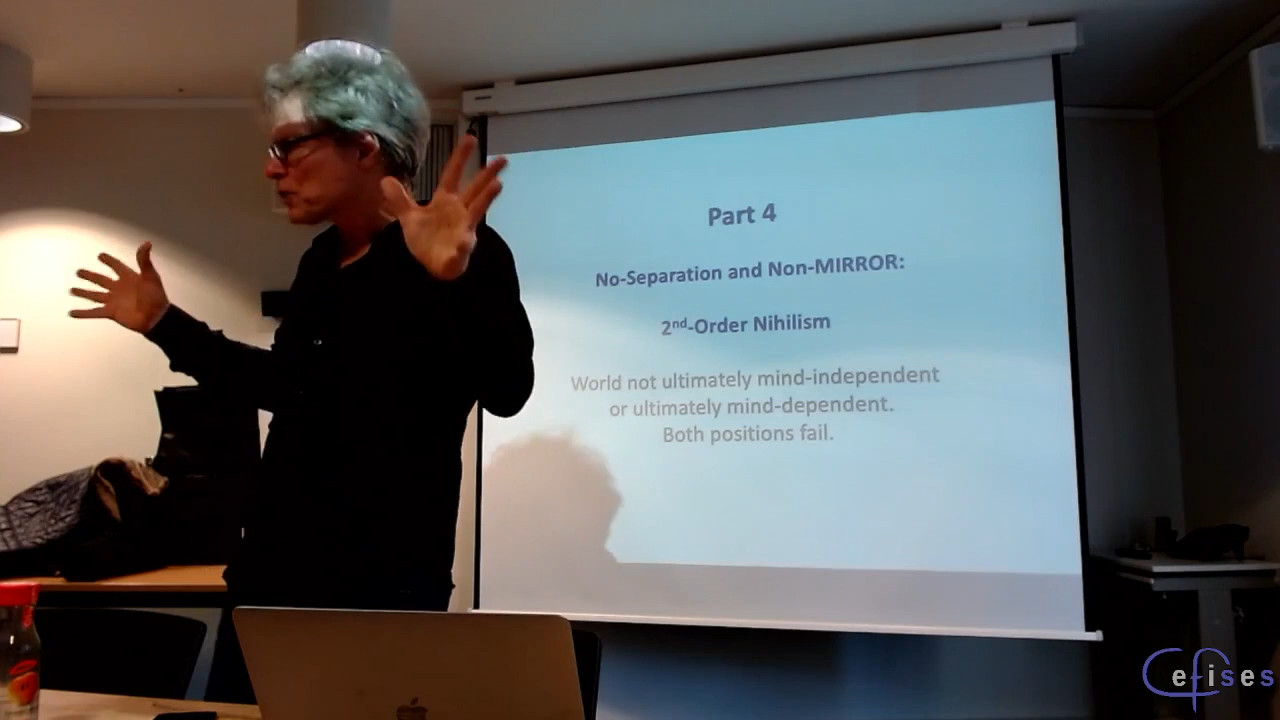 Part 4
No-Separation and Non-MIRROR:
2nd-Order Nihilism
World not ultimately mind-independent
or ultimately mind-dependent.
Both positions fail.
Cefises